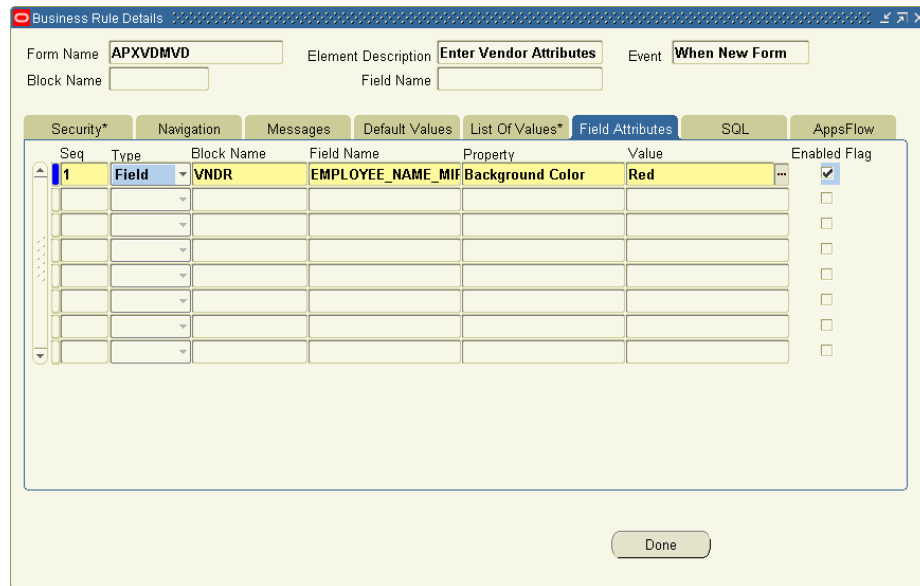 Business Rule Details
Form Name APXVDMVD Element Description Enter Vendor Attributes Event When New Form
Block Name Field Name
Security* Navigation Messages Default Values List Of Values* Field Attributes SQL AppsFlow
Seq Type Block Name Field Name Property Value Enabled Flag
1 Field VNDR EMPLOYEE_NAME_MIR Background Color Red ...
Done